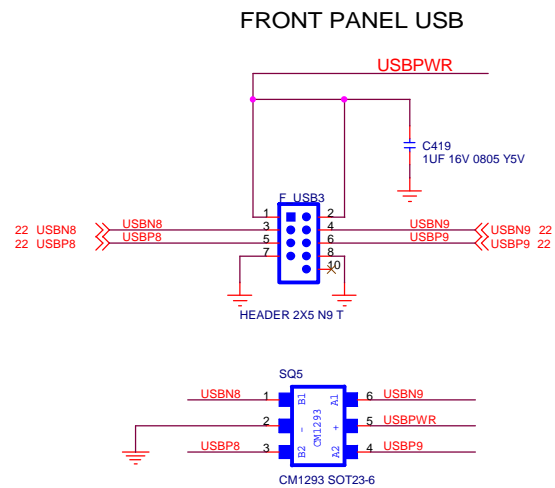 FRONT PANEL USB
USBPWR
C419
1UF 16V 0805 Y5V
F_USB3
1 2
22 USBN8 USBN8 3 4 USBN9 USBN9 22
22 USBP8 USBP8 5 6 USBP9 USBP9 22
7 8
10
HEADER 2X5 N9 T
SQ5
USBN8 1 B1 A1 6 USBN9
2 - CM1293 + 5 USBPWR
USBP8 3 B2 A2 4 USBP9
CM1293 SOT23-6